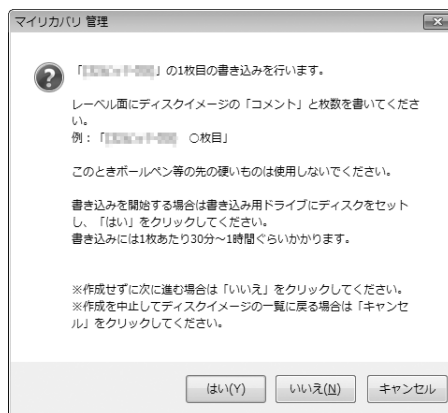 マイリカバリ 管理
「」の1枚目の書き込みを行います。
レーベル面にディスクイメージの「コメント」と枚数を書いてくださ
い。
例：「 ○枚目」
このときボールペン等の先の硬いものは使用しないでください。
書き込みを開始する場合は書き込み用ドライブにディスクをセット
し、「はい」をクリックしてください。
書き込みには1枚あたり30分～1時間ぐらいかかります。
※作成せずに次に進む場合は「いいえ」をクリックしてください。
※作成を中止してディスクイメージの一覧に戻る場合は「キャンセ
ル」をクリックしてください。
はい(Y) いいえ(N) キャンセル